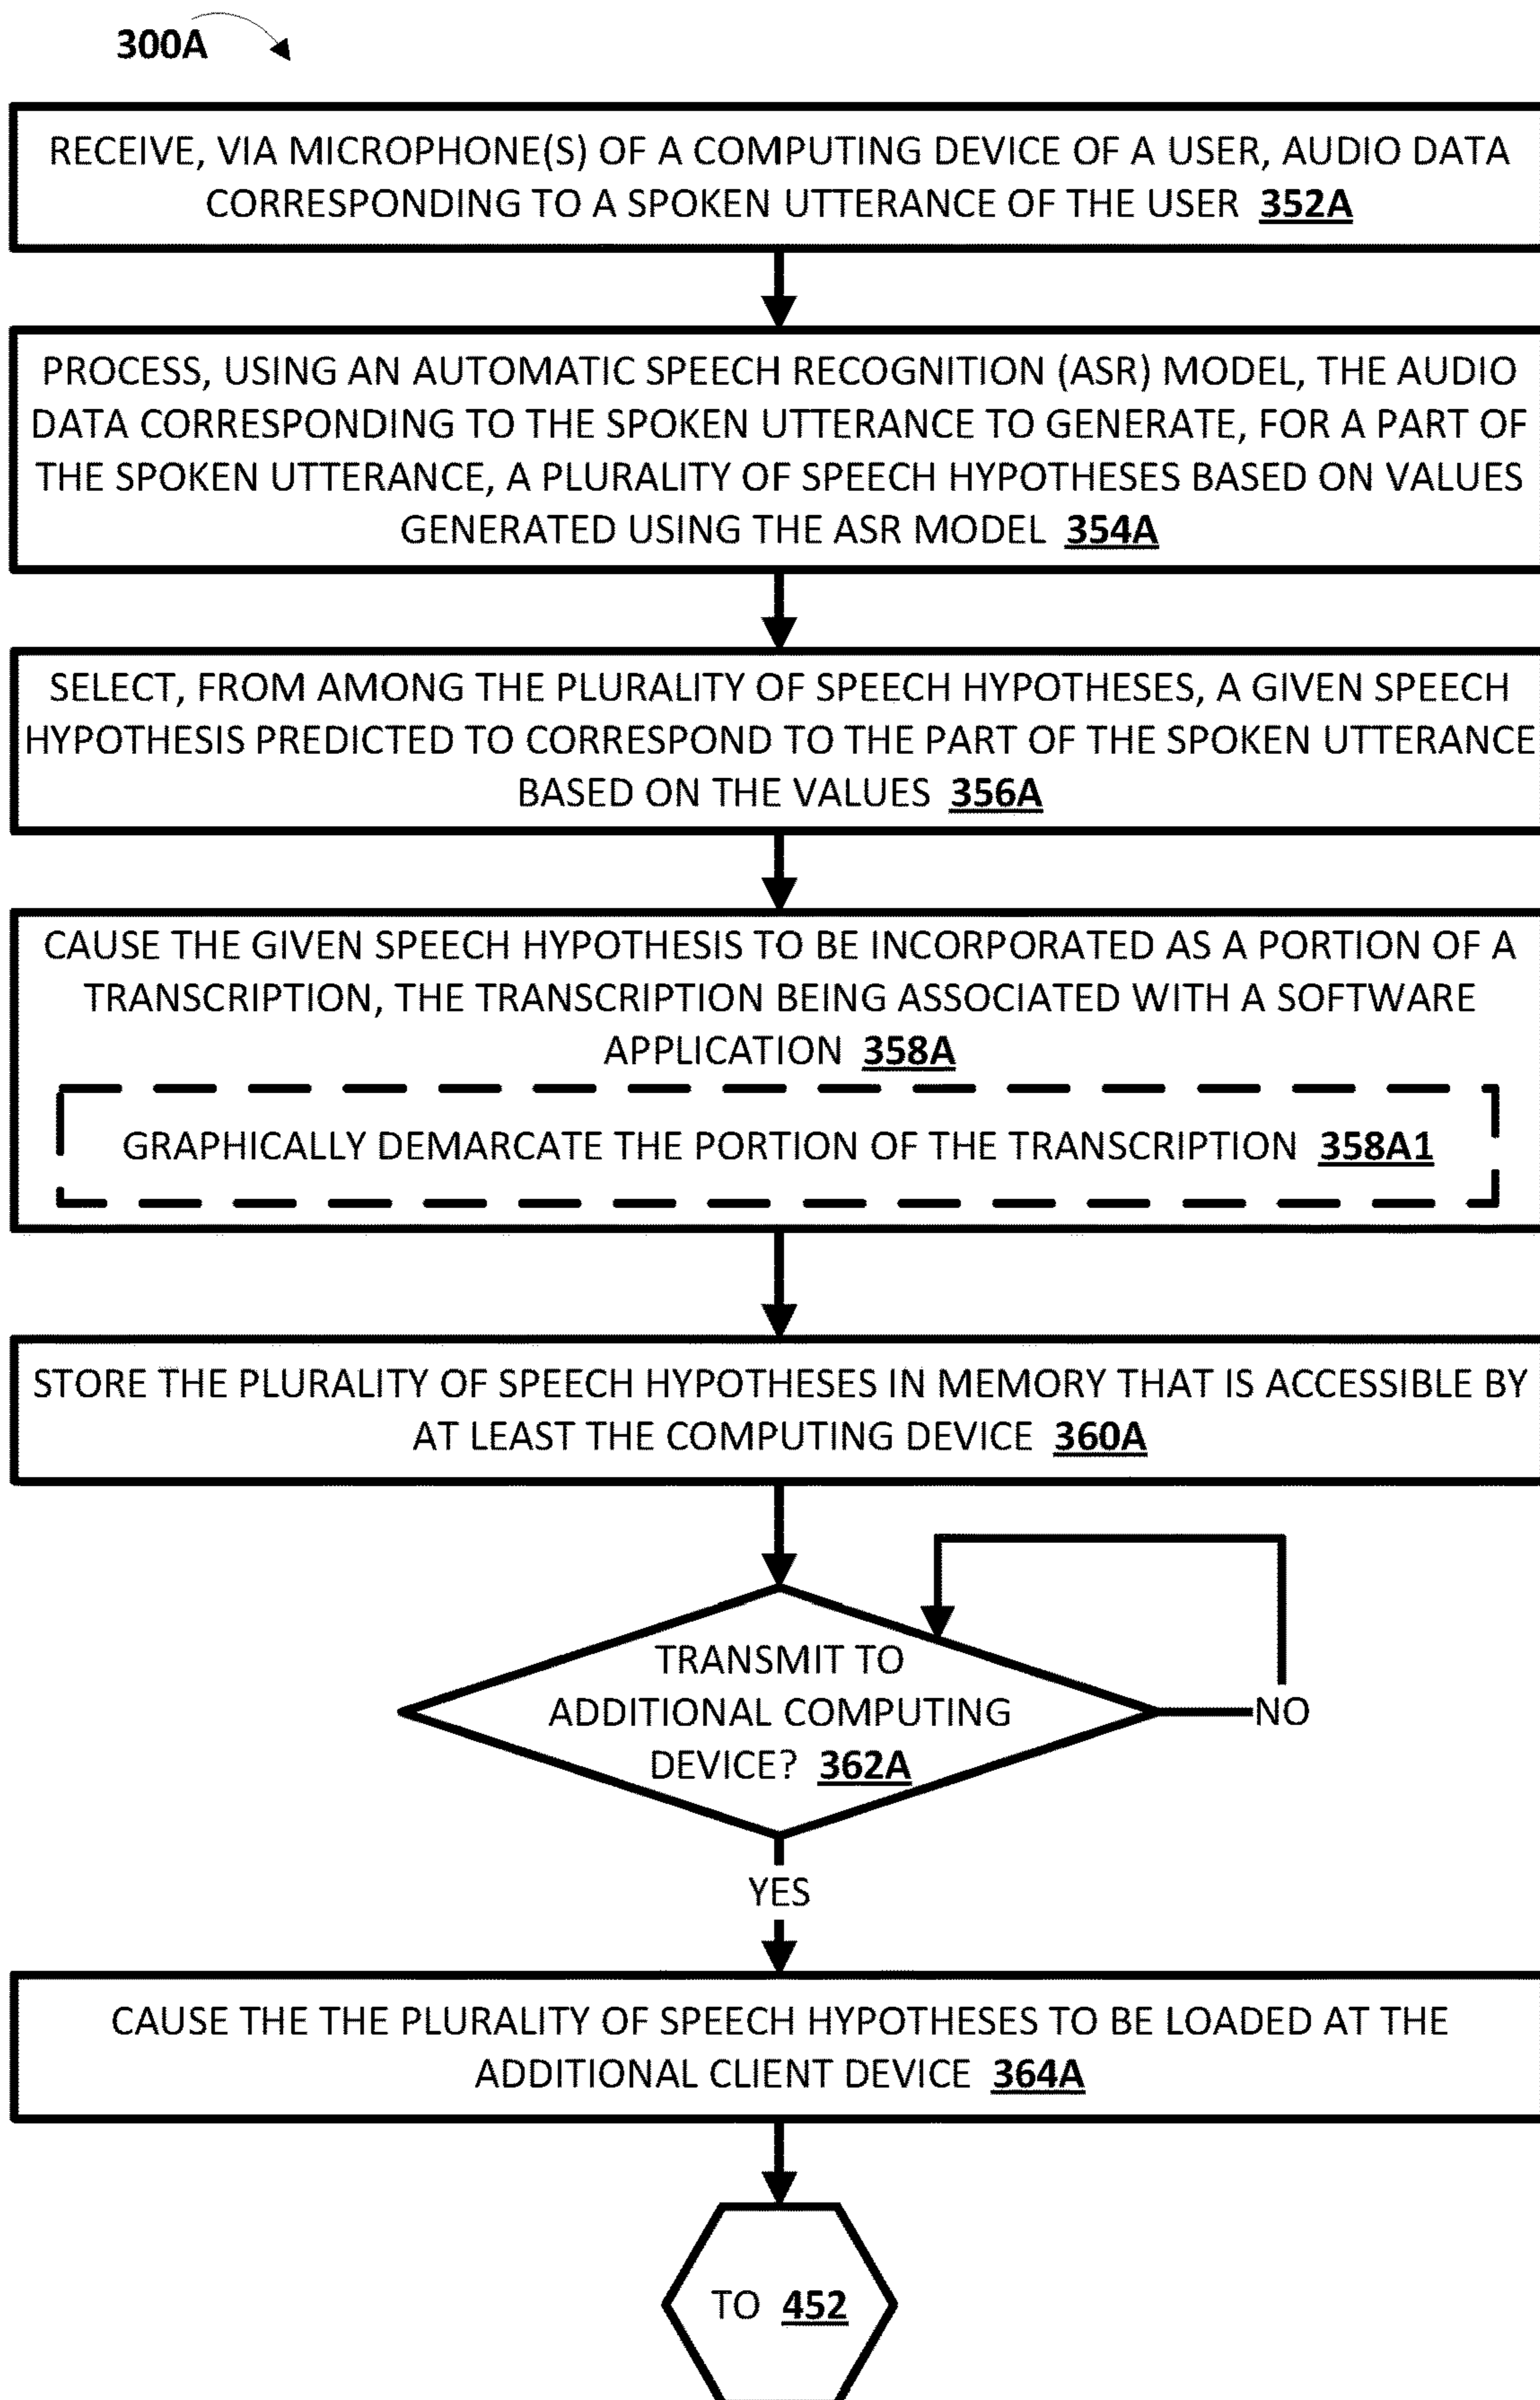 300A
RECEIVE, VIA MICROPHONE(S) OF A COMPUTING DEVICE OF A USER, AUDIO DATA
CORRESPONDING TO A SPOKEN UTTERANCE OF THE USER 352A
PROCESS, USING AN AUTOMATIC SPEECH RECOGNITION (ASR) MODEL, THE AUDIO
DATA CORRESPONDING TO THE SPOKEN UTTERANCE TO GENERATE, FOR A PART OF
THE SPOKEN UTTERANCE, A PLURALITY OF SPEECH HYPOTHESES BASED ON VALUES
GENERATED USING THE ASR MODEL 354A
SELECT, FROM AMONG THE PLURALITY OF SPEECH HYPOTHESES, A GIVEN SPEECH
HYPOTHESIS PREDICTED TO CORRESPOND TO THE PART OF THE SPOKEN UTTERANCE
BASED ON THE VALUES 356A
CAUSE THE GIVEN SPEECH HYPOTHESIS TO BE INCORPORATED AS A PORTION OF A
TRANSCRIPTION, THE TRANSCRIPTION BEING ASSOCIATED WITH A SOFTWARE
APPLICATION 358A
GRAPHICALLY DEMARCATE THE PORTION OF THE TRANSCRIPTION 358A1
STORE THE PLURALITY OF SPEECH HYPOTHESES IN MEMORY THAT IS ACCESSIBLE BY
AT LEAST THE COMPUTING DEVICE 360A
TRANSMIT TO
ADDITIONAL COMPUTING
DEVICE? 362A
NO
YES
CAUSE THE THE PLURALITY OF SPEECH HYPOTHESES TO BE LOADED AT THE
ADDITIONAL CLIENT DEVICE 364A
TO 452